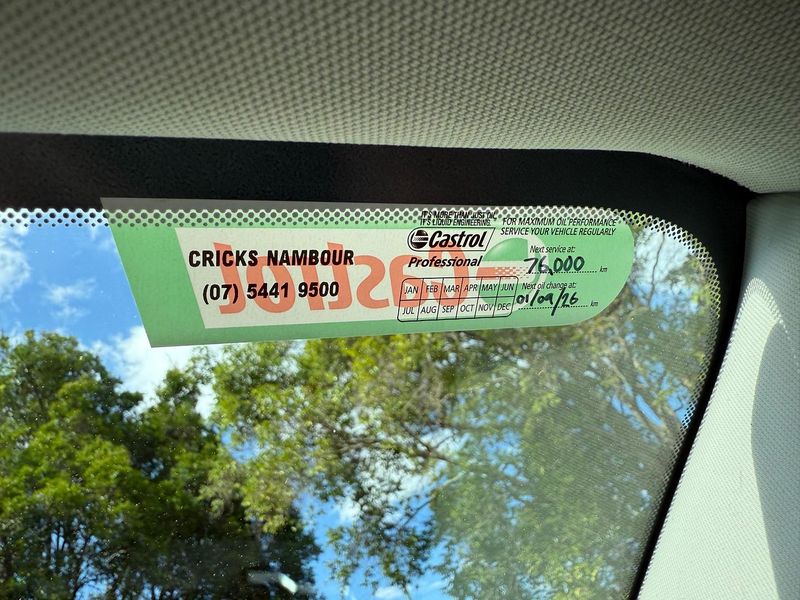 IT'S MORE THAN JUST OIL.
IT'S LIQUID ENGINEERING.
FOR MAXIMUM OIL PERFORMANCE
SERVICE YOUR VEHICLE REGULARLY
Castrol
Professional
CRICKS NAMBOUR
(07) 5441 9500
Castrol
Next service at:
76,000 km
Next oil change at:
01/09/26 km
JAN FEB MAR APR MAY JUN
JUL AUG SEP OCT NOV DEC